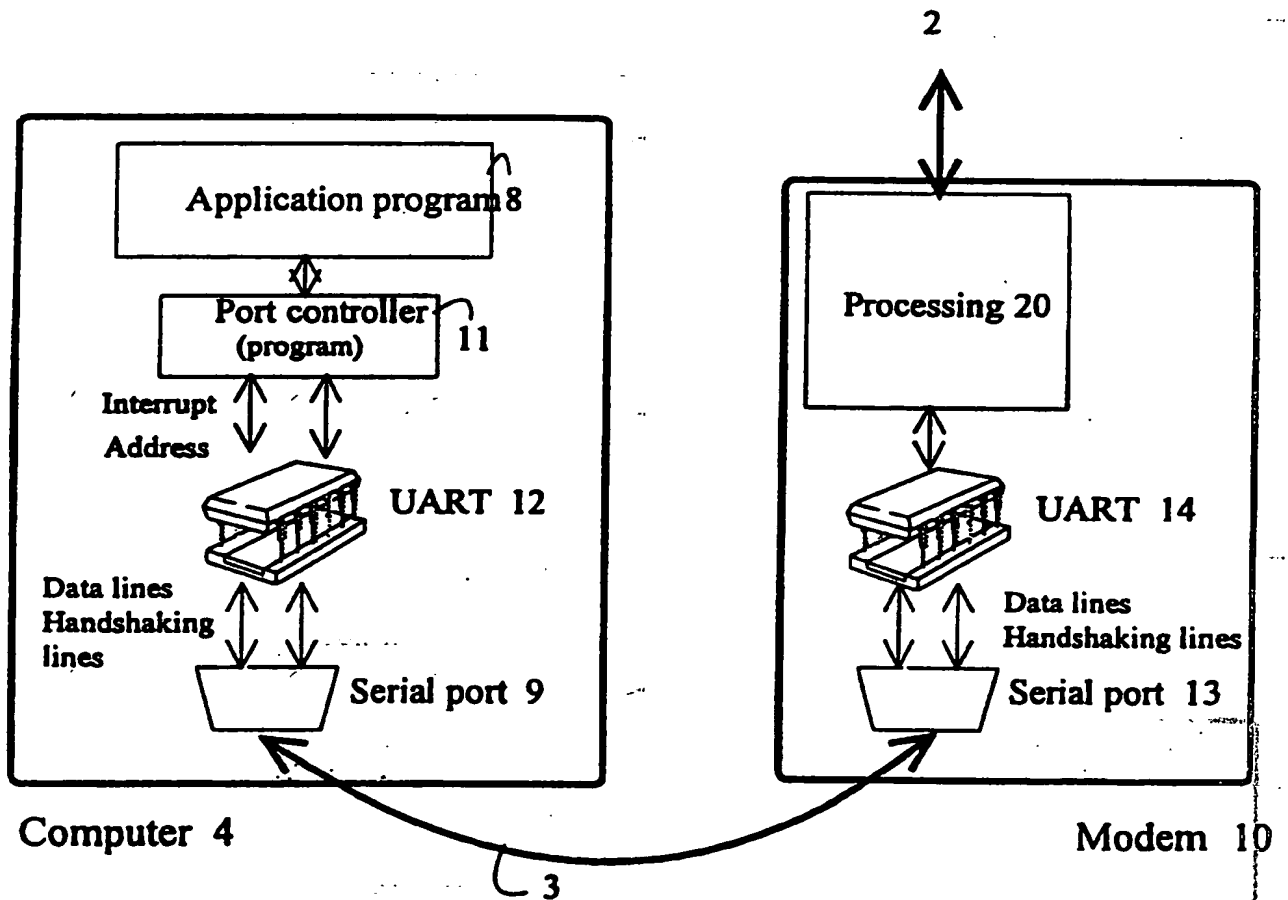 2
Application program 8
Port controller
(program)
11
Interrupt
Address
UART 12
Data lines
Handshaking
lines
Serial port 9
Computer 4
3
Processing 20
UART 14
Data lines
Handshaking lines
Serial port 13
Modem 10